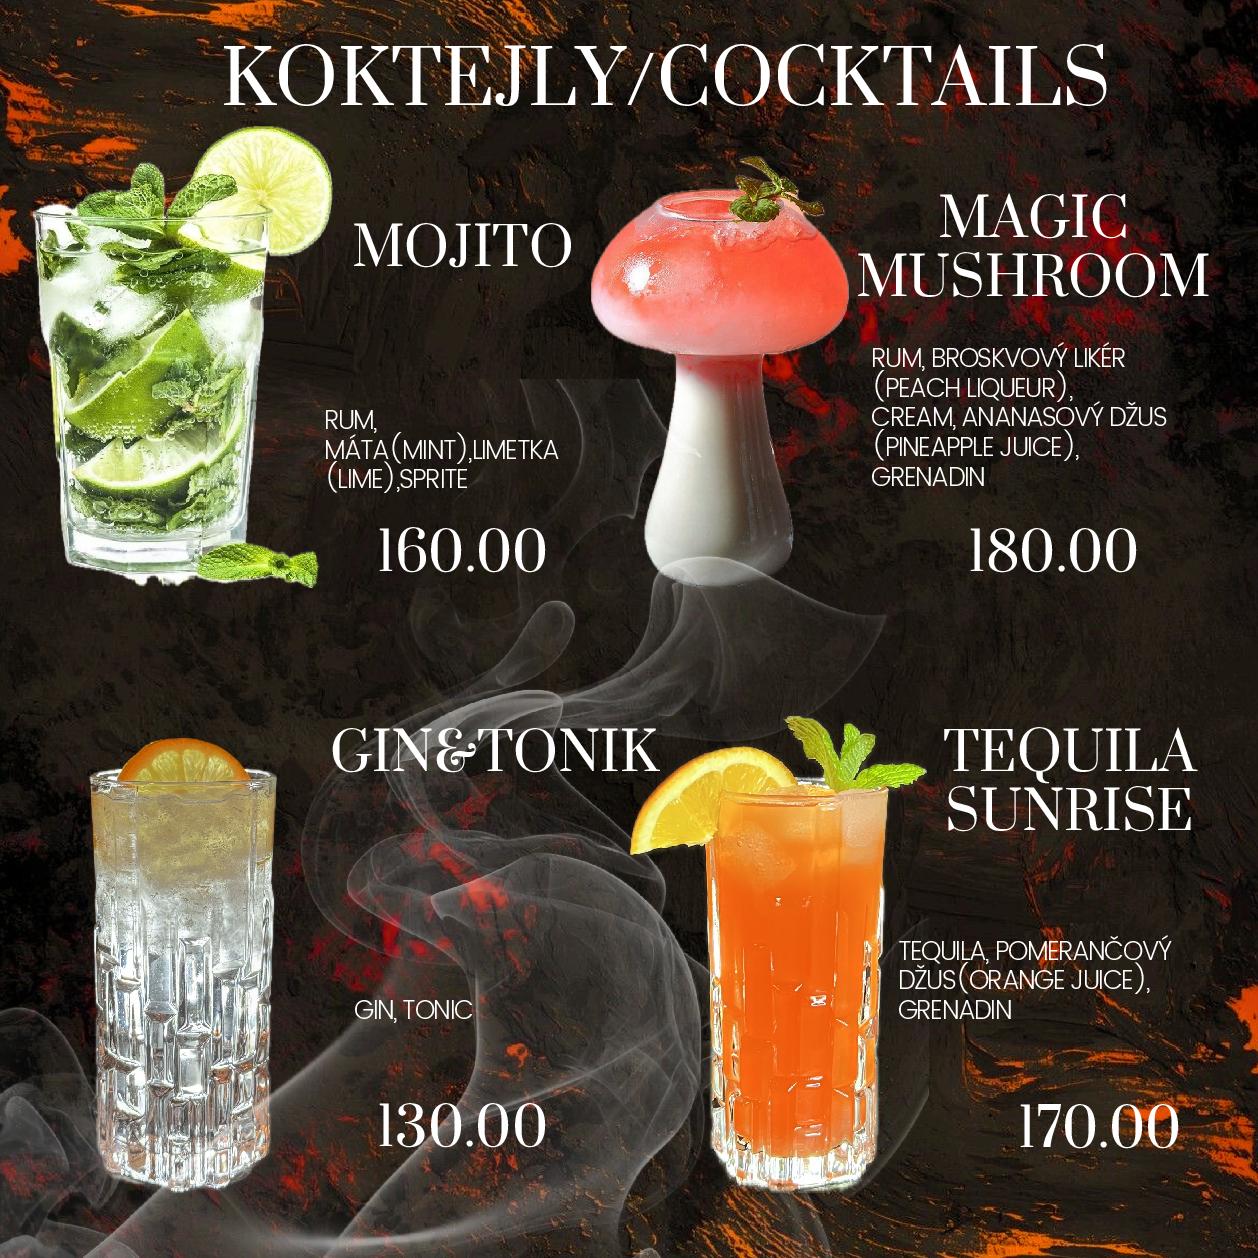 KOKTEJLY/COCKTAILS
MOJITO
RUM,
MÁTA(MINT),LIMETKA
(LIME),SPRITE
160.00
MAGIC
MUSHROOM
RUM, BROSKVOVÝ LIKÉR
(PEACH LIQUEUR),
CREAM, ANANASOVÝ DŽUS
(PINEAPPLE JUICE),
GRENADIN
180.00
GIN&TONIK
GIN, TONIC
130.00
TEQUILA
SUNRISE
TEQUILA, POMERANČOVÝ
DŽUS(ORANGE JUICE),
GRENADIN
170.00